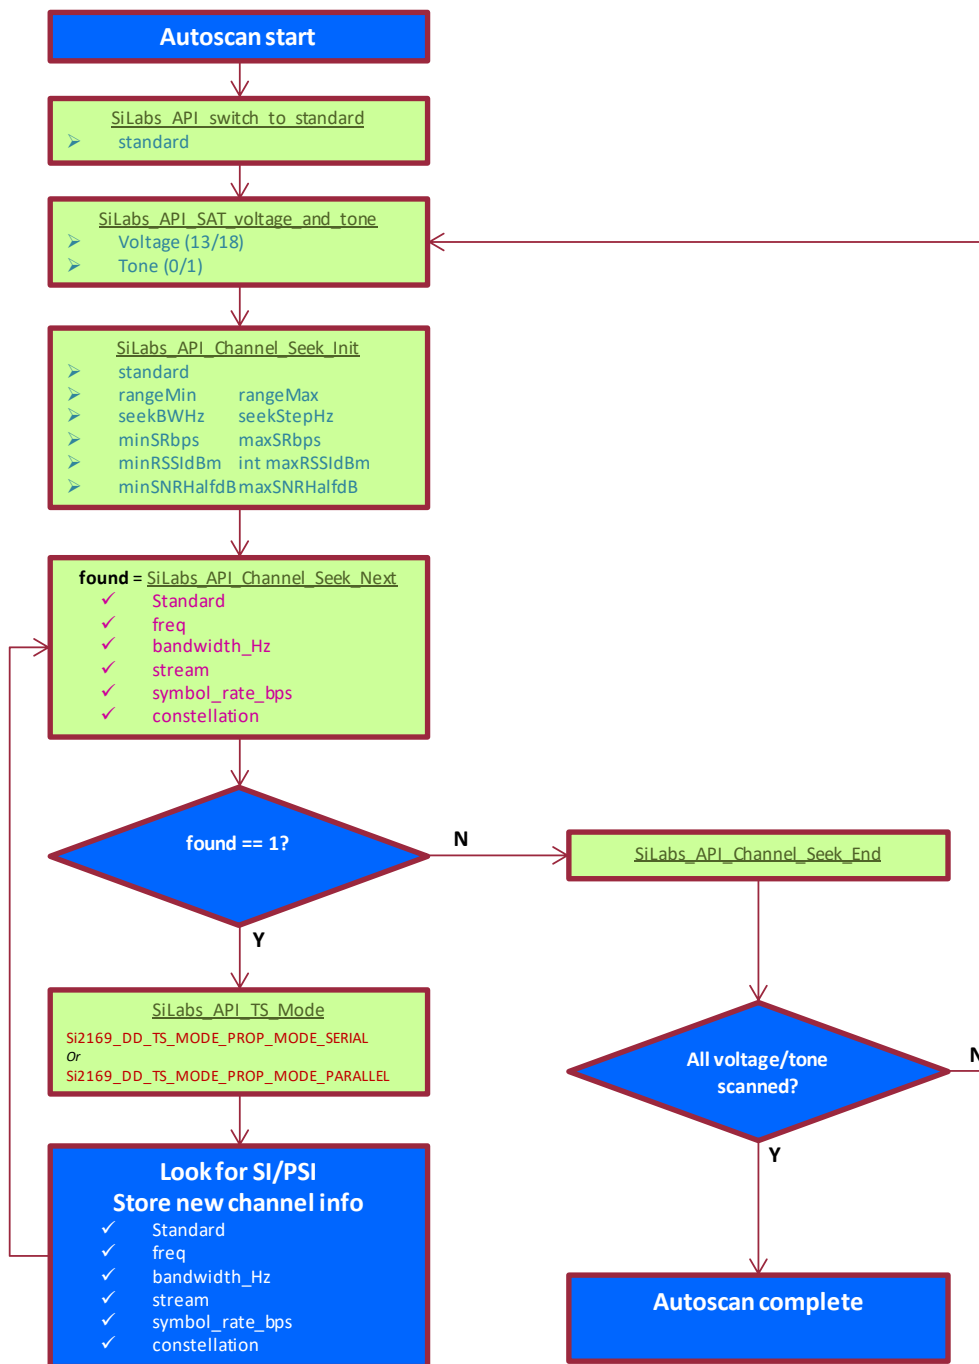 Autoscan start
SiLabs_API_switch_to_standard
➢ standard
SiLabs_API_SAT_voltage_and_tone
➢ Voltage (13/18)
➢ Tone (0/1)
SiLabs_API_Channel_Seek_Init
➢ standard
➢ rangeMin rangeMax
➢ seekBWHz seekStepHz
➢ minSRbps maxSRbps
➢ minRSSIdBm int maxRSSIdBm
➢ minSNRHalfdB maxSNRHalfdB
found = SiLabs_API_Channel_Seek_Next
✓ Standard
✓ freq
✓ bandwidth_Hz
✓ stream
✓ symbol_rate_bps
✓ constellation
found == 1?
N
SiLabs_API_Channel_Seek_End
Y
SiLabs_API_TS_Mode
Si2169_DD_TS_MODE_PROP_MODE_SERIAL
Or
Si2169_DD_TS_MODE_PROP_MODE_PARALLEL
All voltage/tone
scanned?
N
Y
Look for SI/PSI
Store new channel info
✓ Standard
✓ freq
✓ bandwidth_Hz
✓ stream
✓ symbol_rate_bps
✓ constellation
Autoscan complete